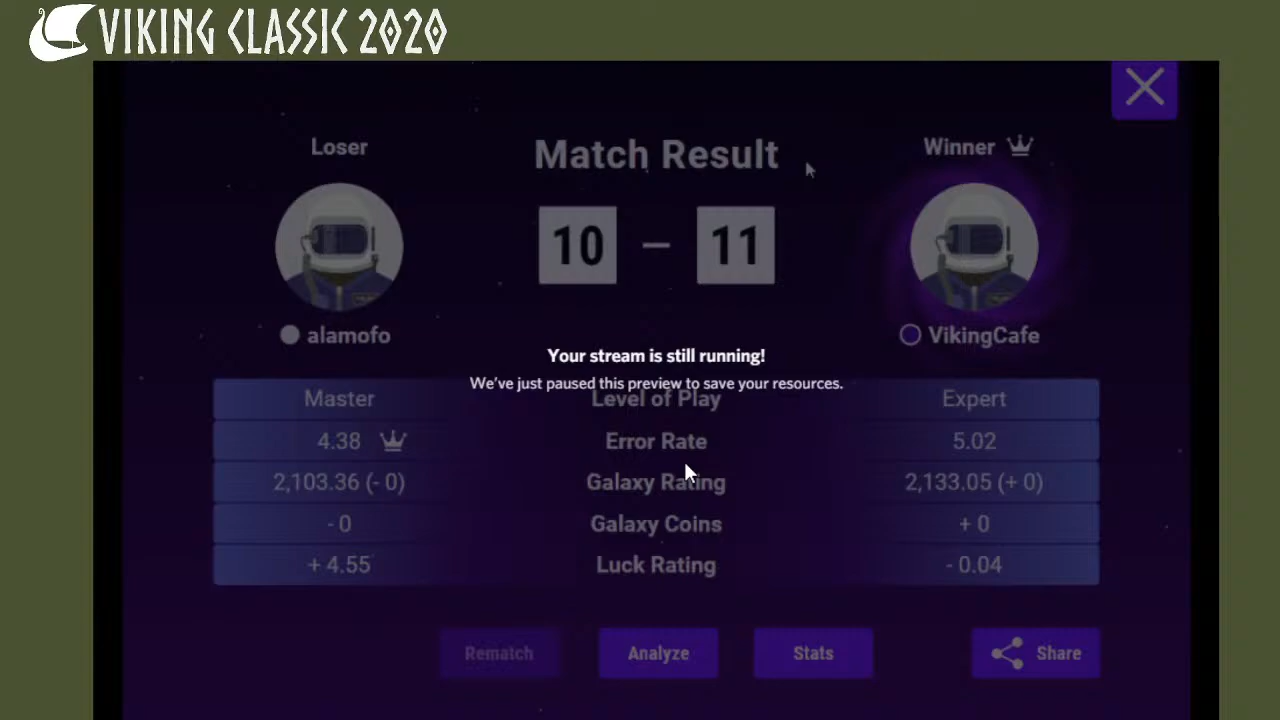 VIKING CLASSIC 2020
Loser
Match Result
Winner
10 – 11
alamofo
VikingCafe
Your stream is still running!
We've just paused this preview to save your resources.
Master Level of Play Expert
4.38 Error Rate 5.02
2,103.36 (- 0) Galaxy Rating 2,133.05 (+ 0)
- 0 Galaxy Coins + 0
+ 4.55 Luck Rating - 0.04
Rematch Analyze Stats Share